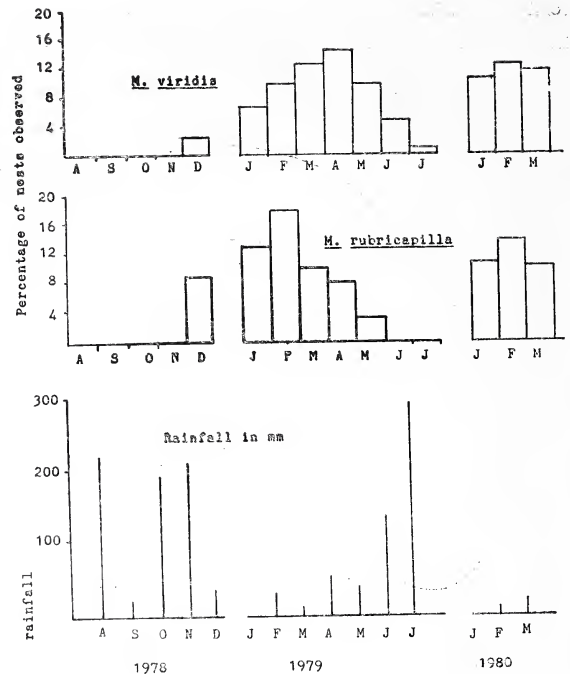 20
16
12
8
4
M. viridis
A S O N D J F M A M J J J F M
Percentage of nests observed
20
16
12
8
4
M. rubricapilla
A S O N D J P M A M J J J F M
300
200
100
Rainfall in mm
rainfall
A S O N D J F M A M J J J F M
1978 1979 1980